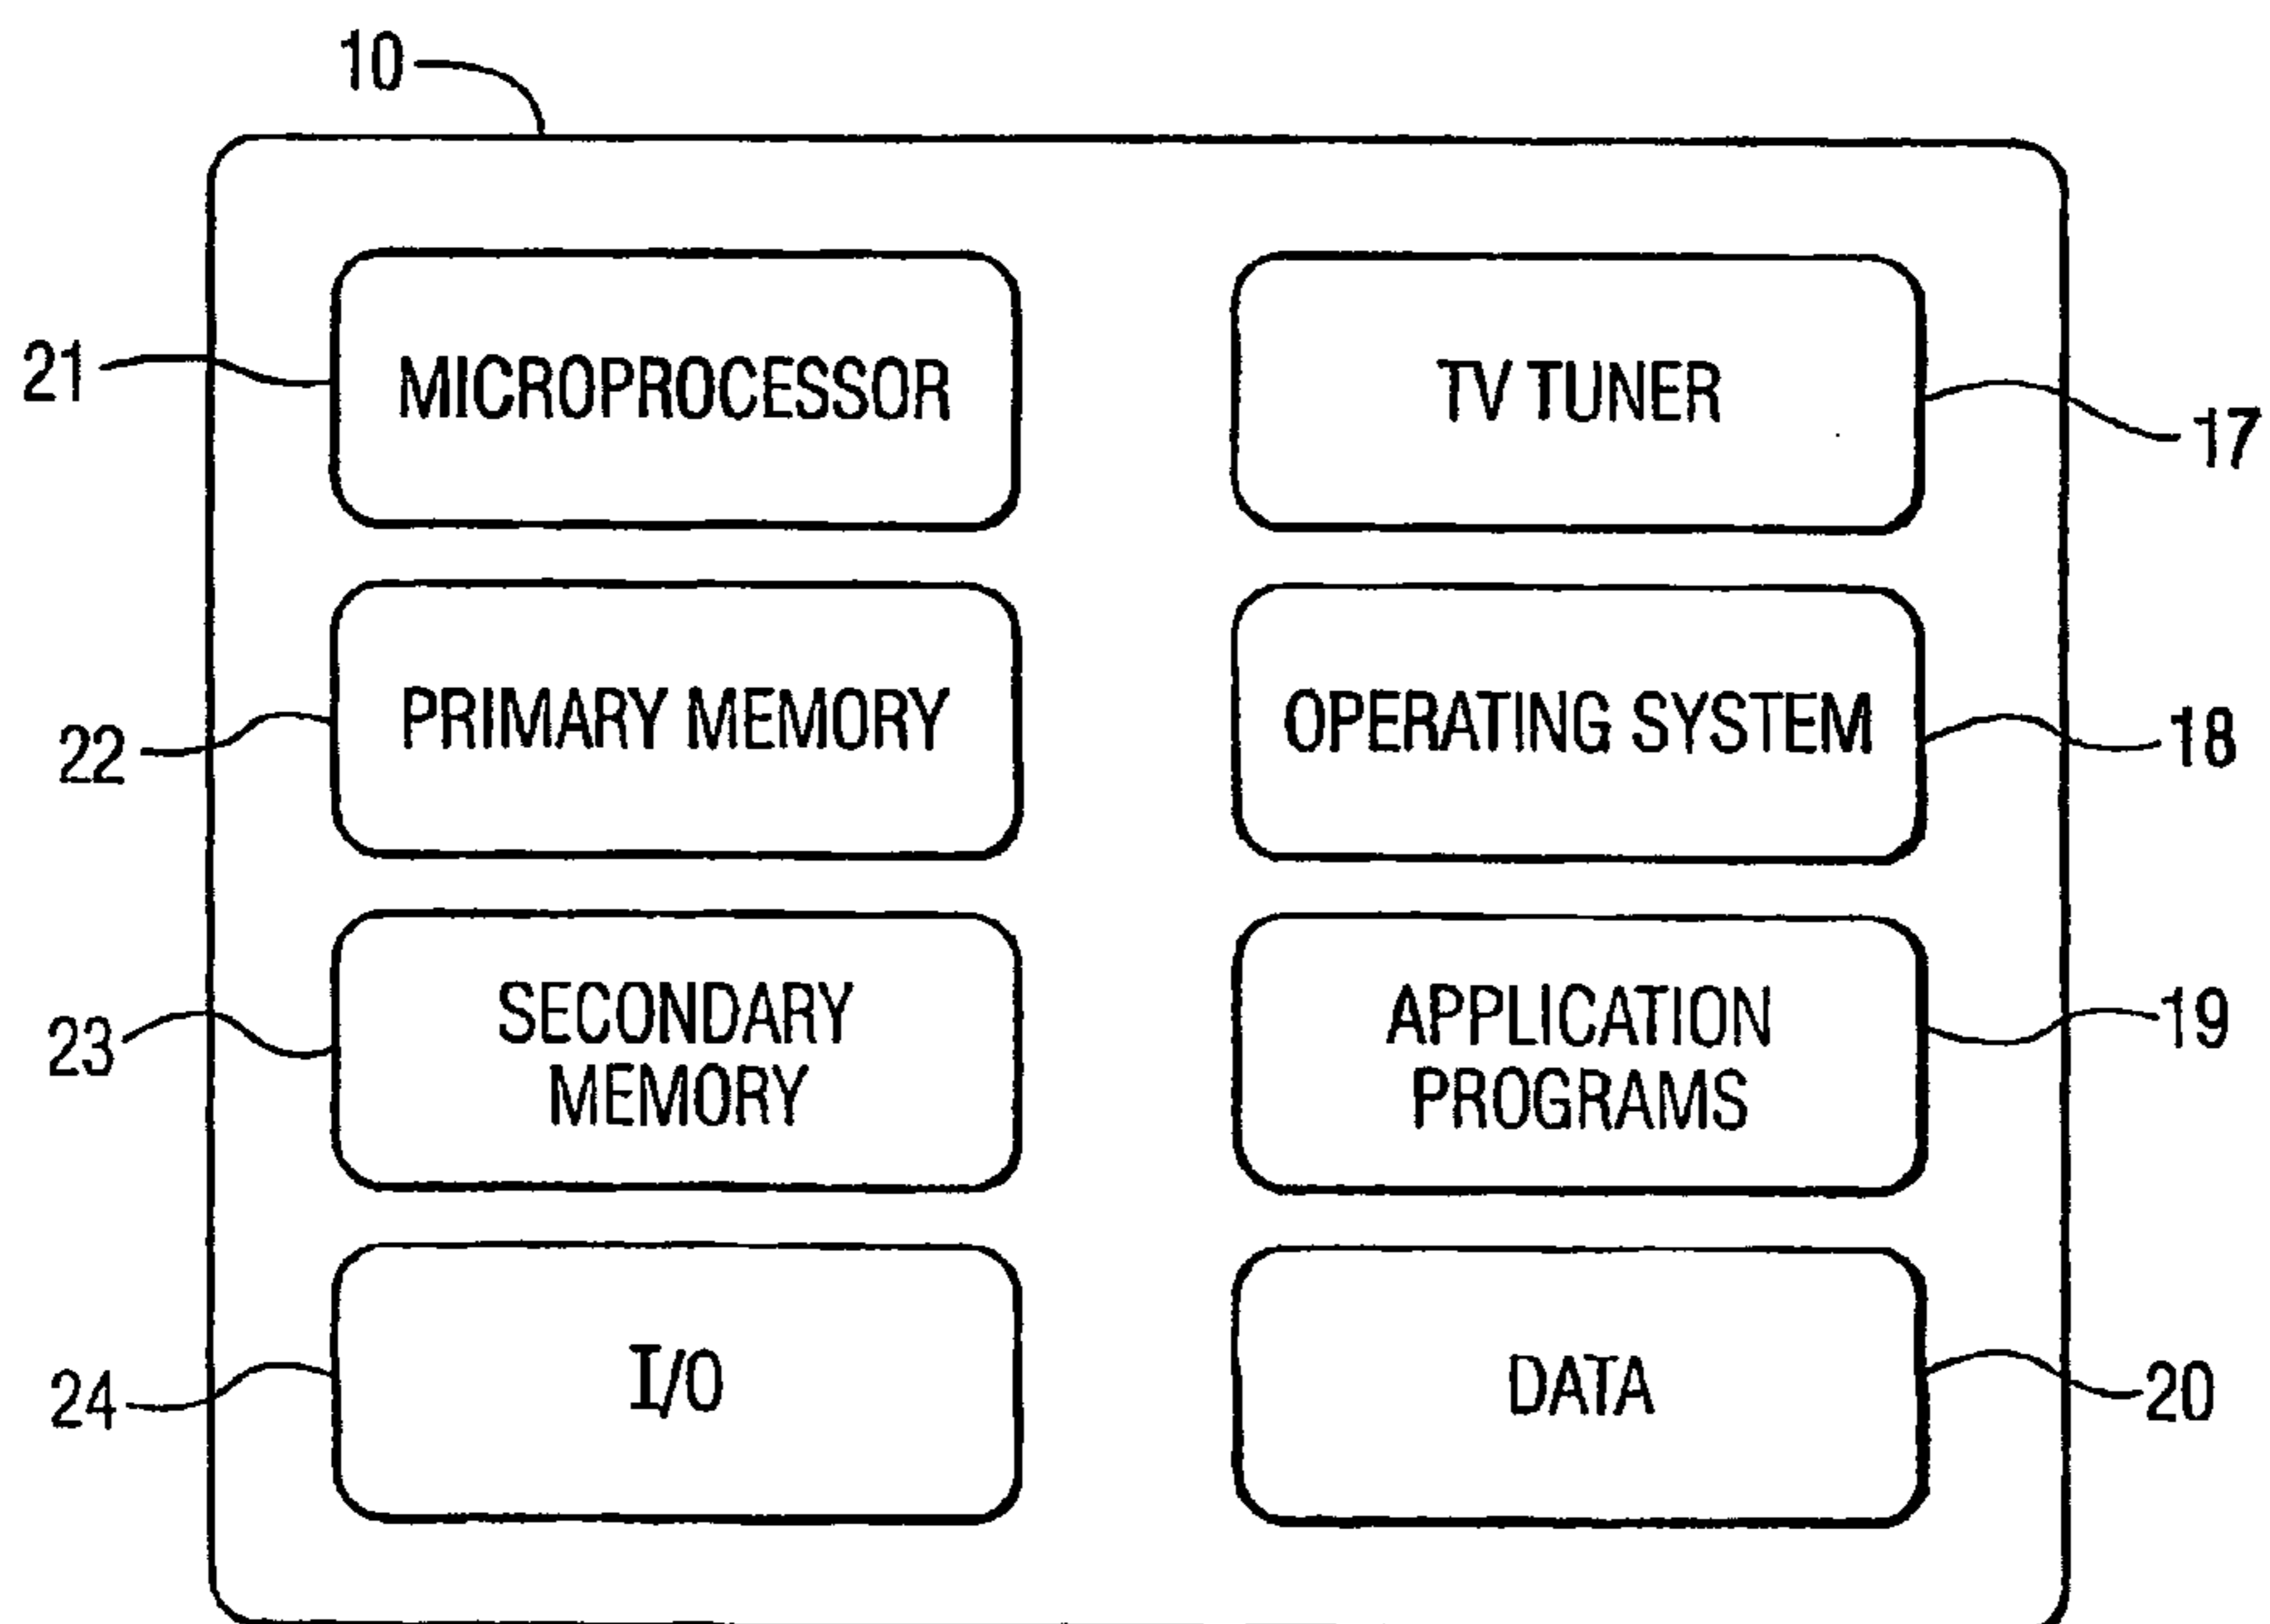 10
21
MICROPROCESSOR
TV TUNER
17
22
PRIMARY MEMORY
OPERATING SYSTEM
18
23
SECONDARY
MEMORY
APPLICATION
PROGRAMS
19
24
I/O
DATA
20